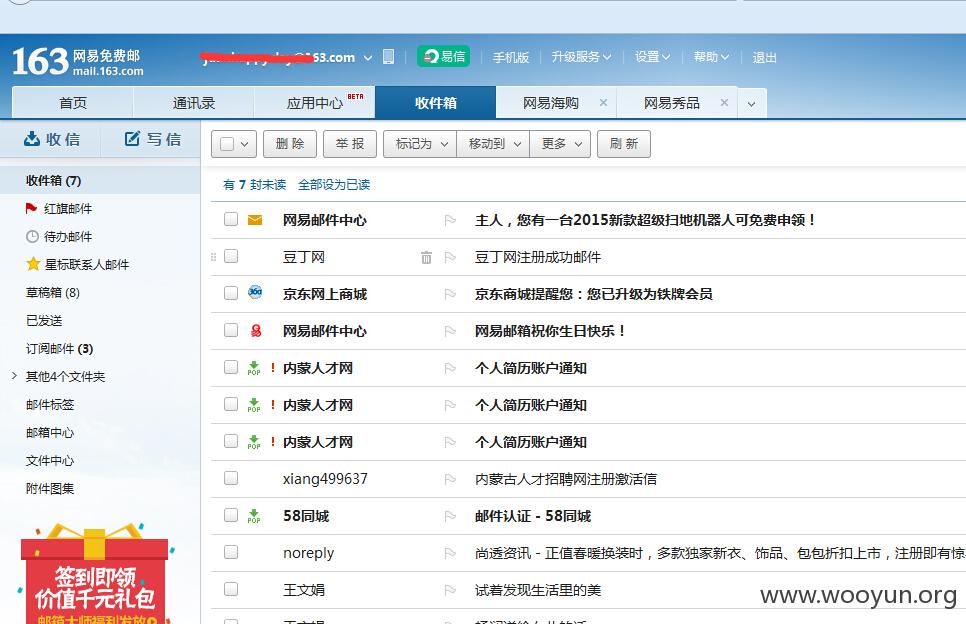 163 网易免费邮
mail.163.com
63.com
易信
手机版 升级服务 设置 帮助 退出
首页 通讯录 应用中心 BETA 收件箱 网易海购 × 网易秀品 ×
收 信 写 信
删 除 举 报 标记为 移动到 更多 刷 新
收件箱 (7)
红旗邮件
待办邮件
星标联系人邮件
草稿箱 (8)
已发送
订阅邮件 (3)
其他4个文件夹
邮件标签
邮箱中心
文件中心
附件图集
签到即领
价值千元礼包
有 7 封未读 全部设为已读
网易邮件中心 主人，您有一台2015新款超级扫地机器人可免费申领！
豆丁网 豆丁网注册成功邮件
360 京东网上商城 京东商城提醒您：您已升级为铁牌会员
网易邮件中心 网易邮箱祝你生日快乐！
POP ! 内蒙人才网 个人简历账户通知
POP ! 内蒙人才网 个人简历账户通知
POP ! 内蒙人才网 个人简历账户通知
xiang499637 内蒙古人才招聘网注册激活信
POP 58同城 邮件认证 - 58同城
noreply 尚透资讯 - 正值春暖换装时，多款独家新衣、饰品、包包折扣上市，注册即有惊
王文娟 试着发现生活里的美
www.wooyun.org